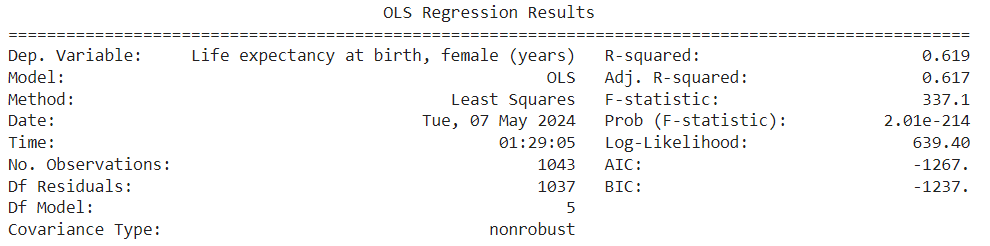 OLS Regression Results
==============================================================================================
Dep. Variable: Life expectancy at birth, female (years) R-squared: 0.619
Model: OLS Adj. R-squared: 0.617
Method: Least Squares F-statistic: 337.1
Date: Tue, 07 May 2024 Prob (F-statistic): 2.01e-214
Time: 01:29:05 Log-Likelihood: 639.40
No. Observations: 1043 AIC: -1267.
Df Residuals: 1037 BIC: -1237.
Df Model: 5
Covariance Type: nonrobust